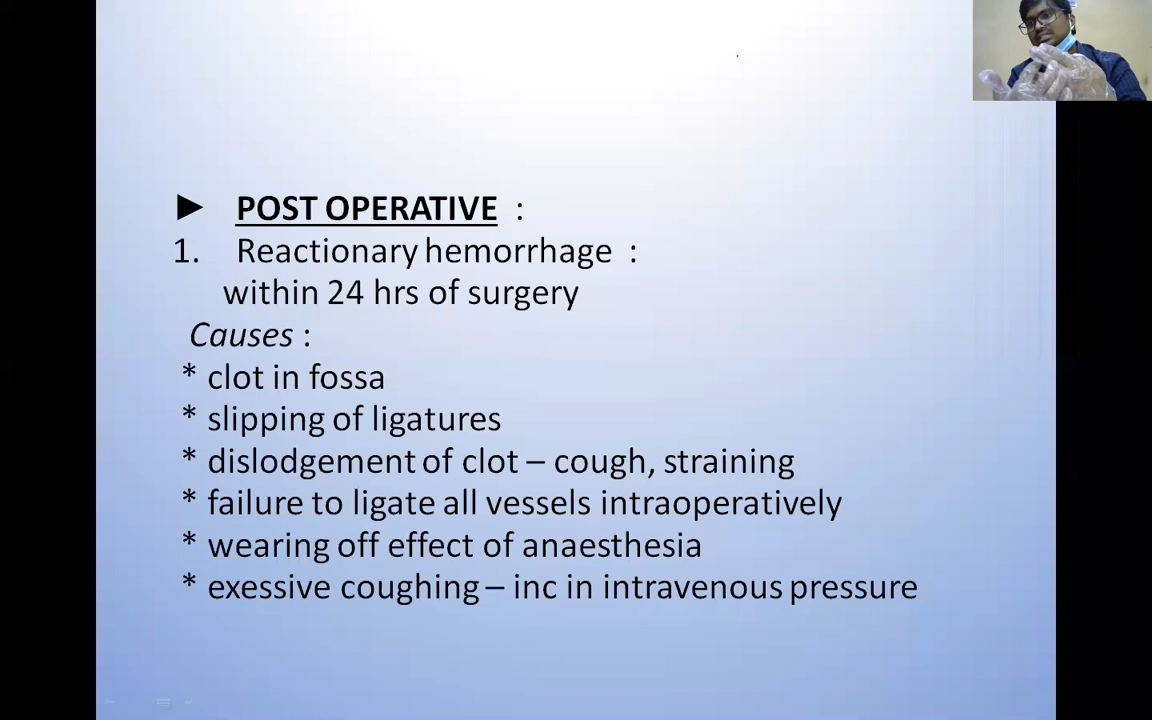 ► POST OPERATIVE :
1. Reactionary hemorrhage :
within 24 hrs of surgery
Causes :
* clot in fossa
* slipping of ligatures
* dislodgement of clot – cough, straining
* failure to ligate all vessels intraoperatively
* wearing off effect of anaesthesia
* exessive coughing – inc in intravenous pressure